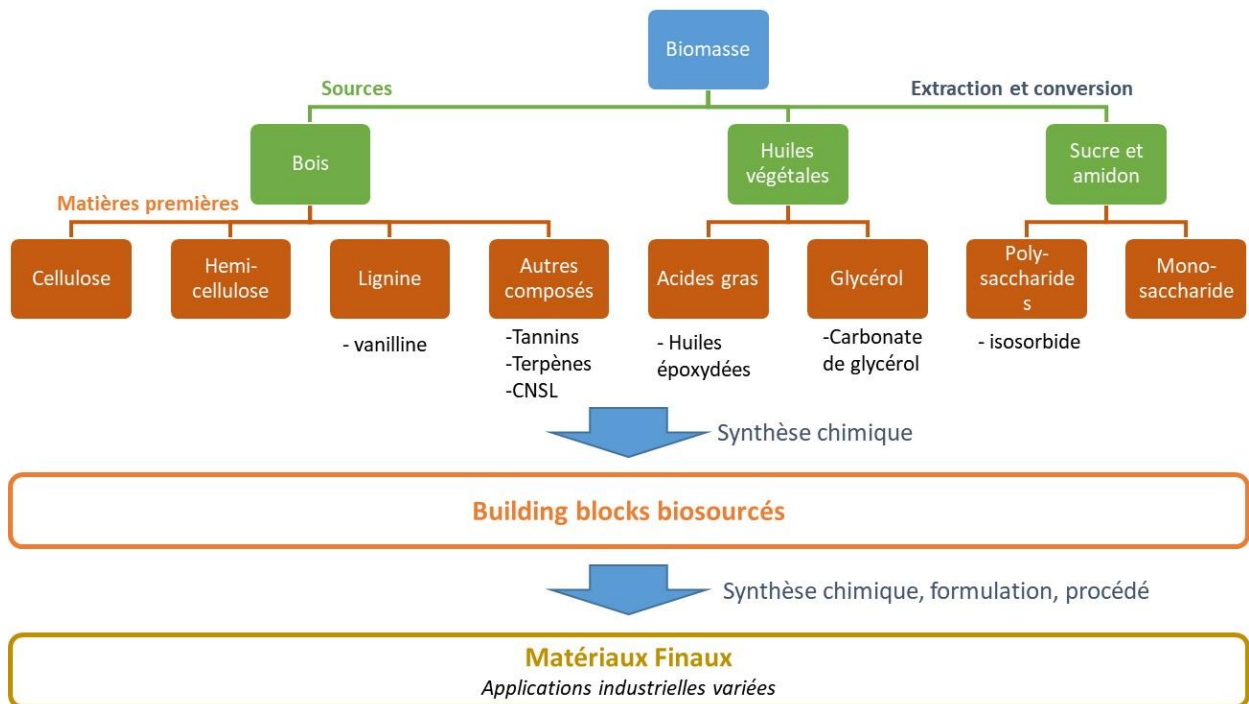 Biomasse
Sources
Extraction et conversion
Bois
Huiles
végétales
Sucre et
amidon
Matières premières
Cellulose
Hemi-
cellulose
Lignine
Autres
composés
Acides gras
Glycérol
Poly-
saccharide
s
Mono-
saccharide
- vanilline
-Tannins
-Terpènes
-CNSL
- Huiles
époxydées
-Carbonate
de glycérol
- isosorbide
Synthèse chimique
Building blocks biosourcés
Synthèse chimique, formulation, procédé
Matériaux Finaux
Applications industrielles variées